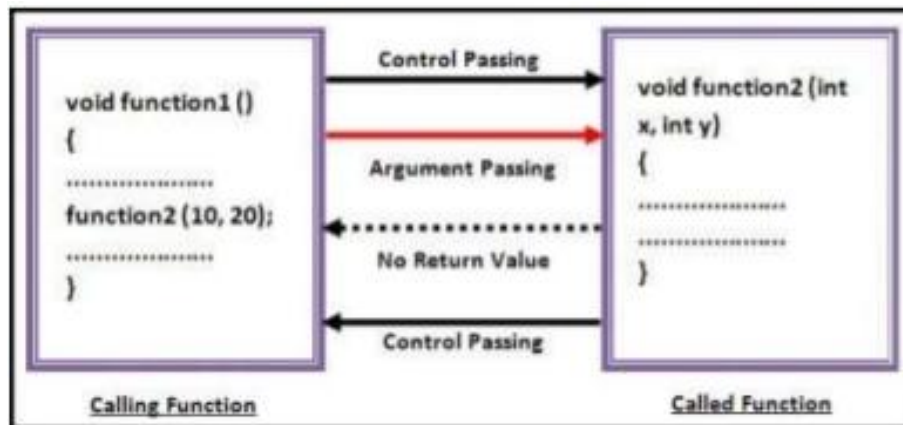 void function1 ()
{
....................
function2 (10, 20);
....................
}
Calling Function
Control Passing
Argument Passing
No Return Value
Control Passing
void function2 (int
x, int y)
{
....................
....................
}
Called Function